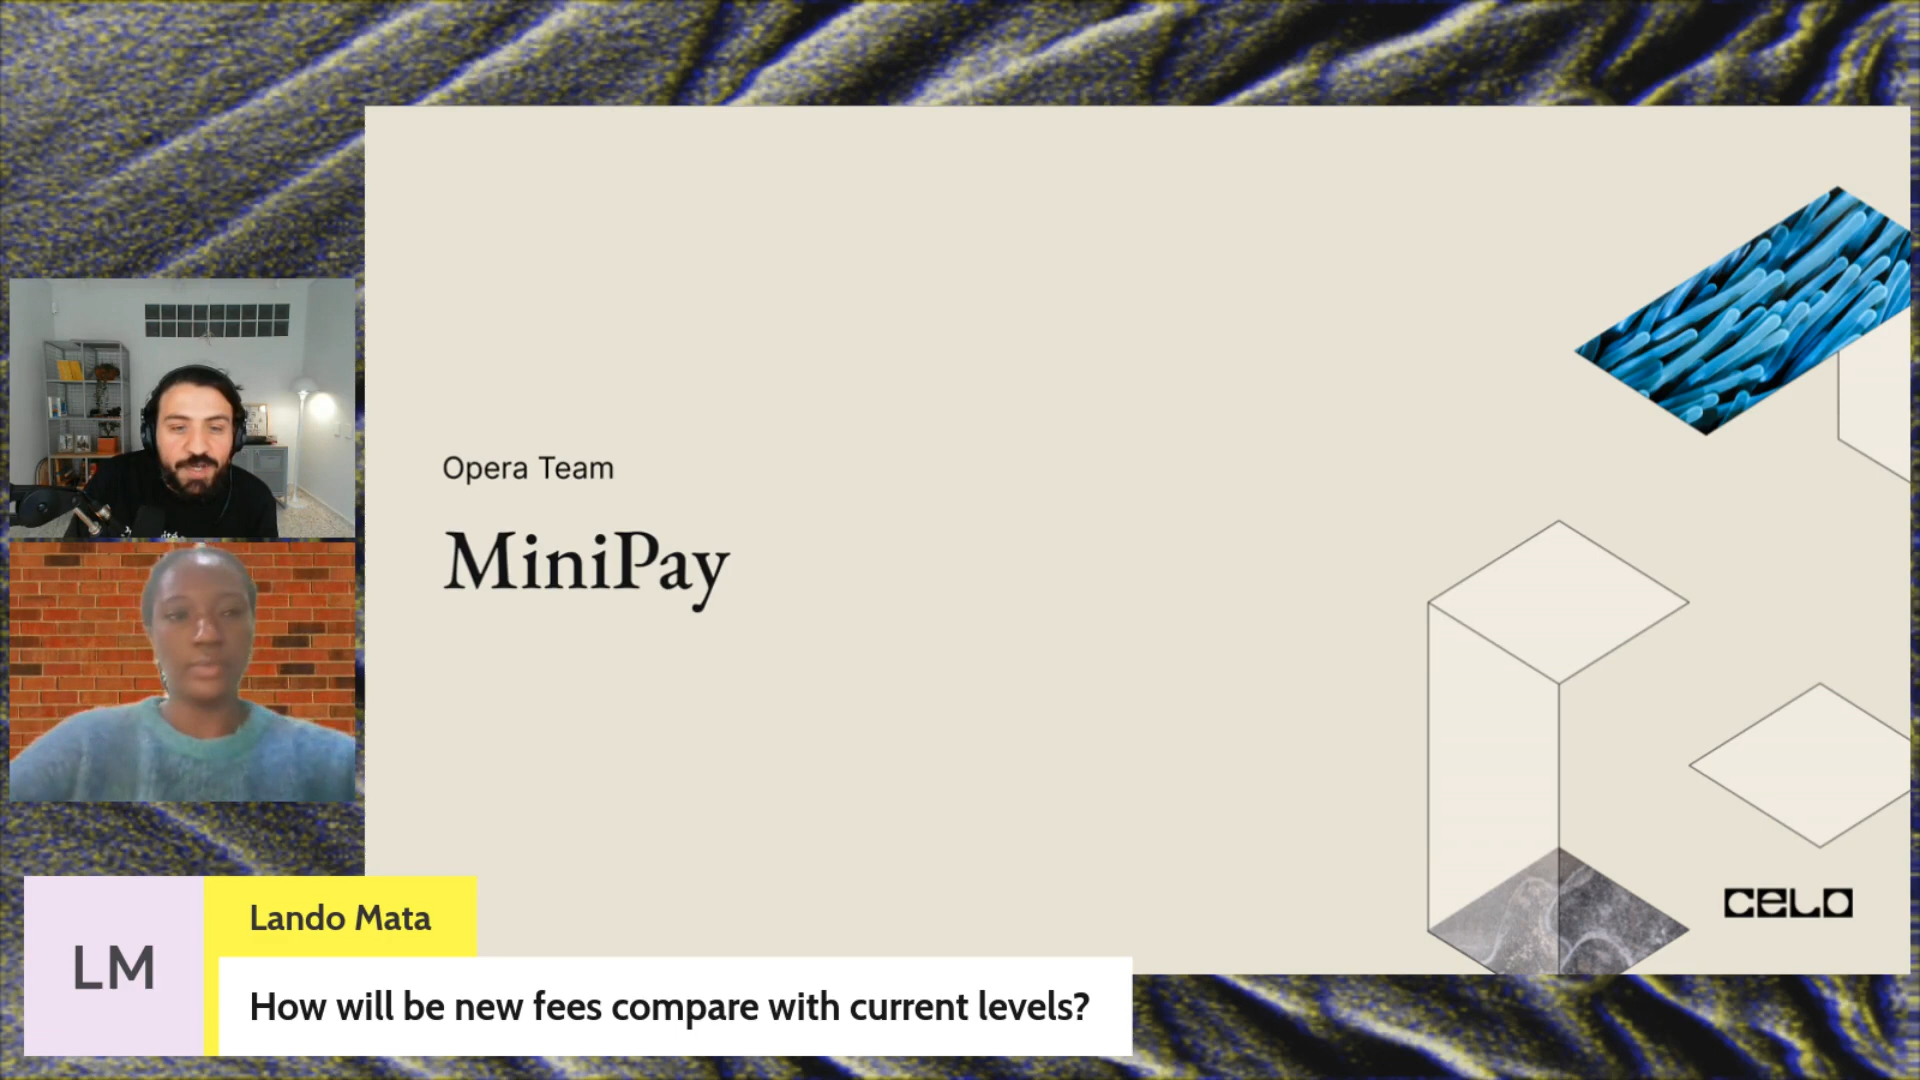 Opera Team
MiniPay
CELO
LM
Lando Mata
How will be new fees compare with current levels?